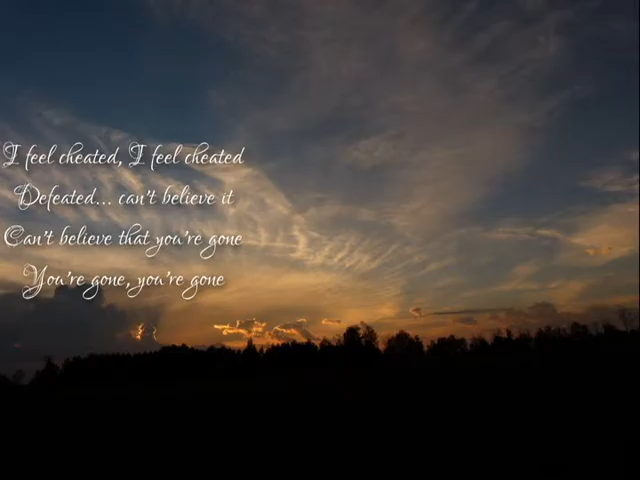 I feel cheated, I feel cheated
Defeated... can't believe it
Can't believe that you're gone
You're gone, you're gone